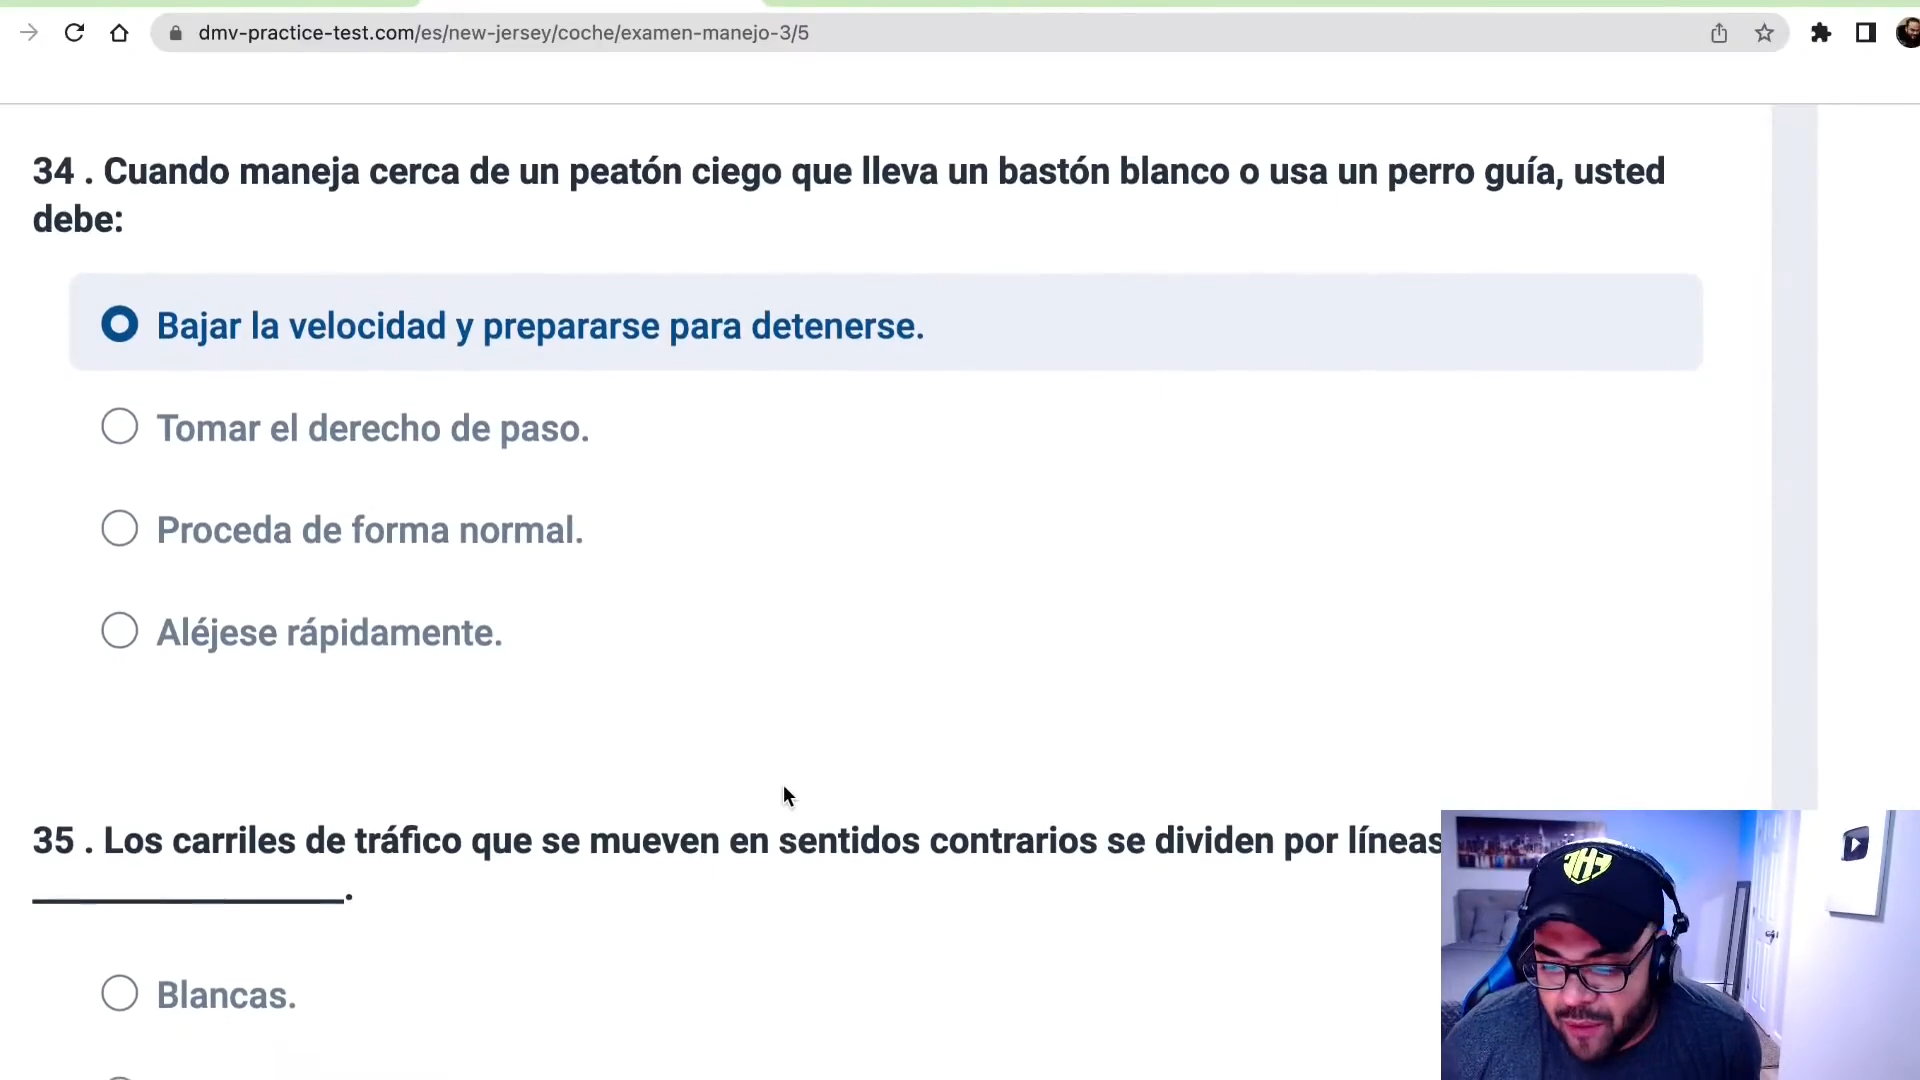 dmv-practice-test.com/es/new-jersey/coche/examen-manejo-3/5
34 . Cuando maneja cerca de un peatón ciego que lleva un bastón blanco o usa un perro guía, usted
debe:
Bajar la velocidad y prepararse para detenerse.
Tomar el derecho de paso.
Proceda de forma normal.
Aléjese rápidamente.
35 . Los carriles de tráfico que se mueven en sentidos contrarios se dividen por líneas
_______________.
Blancas.